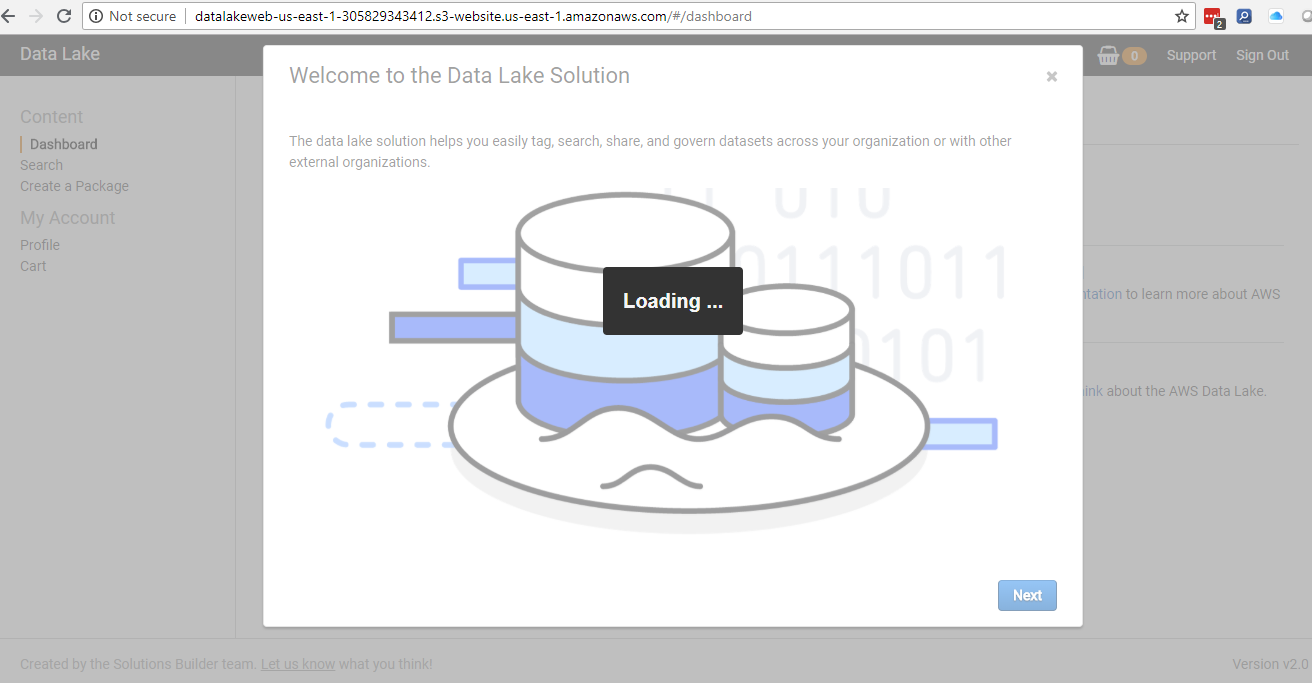 Not secure
datalakeweb-us-east-1-305829343412.s3-website.us-east-1.amazonaws.com/#/dashboard
2
Data Lake
0
Support
Sign Out
Welcome to the Data Lake Solution
×
Content
Dashboard
Search
Create a Package
My Account
Profile
Cart
The data lake solution helps you easily tag, search, share, and govern datasets across your organization or with other
external organizations.
010
0111011
0101
Loading ...
ntation to learn more about AWS
ink about the AWS Data Lake.
Next
Created by the Solutions Builder team. Let us know what you think!
Version v2.0